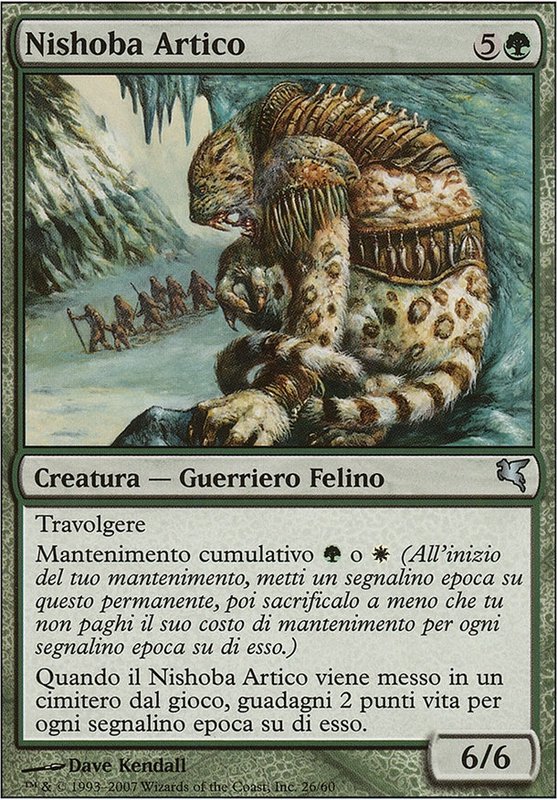 Nishoba Artico 5
Creatura — Guerriero Felino
Travolgere
Mantenimento cumulativo o (All'inizio
del tuo mantenimento, metti un segnalino epoca su
questo permanente, poi sacrificalo a meno che tu
non paghi il suo costo di mantenimento per ogni
segnalino epoca su di esso.)
Quando il Nishoba Artico viene messo in un
cimitero dal gioco, guadagni 2 punti vita per
ogni segnalino epoca su di esso.
6/6
Dave Kendall
™ & © 1993–2007 Wizards of the Coast, Inc. 26/60